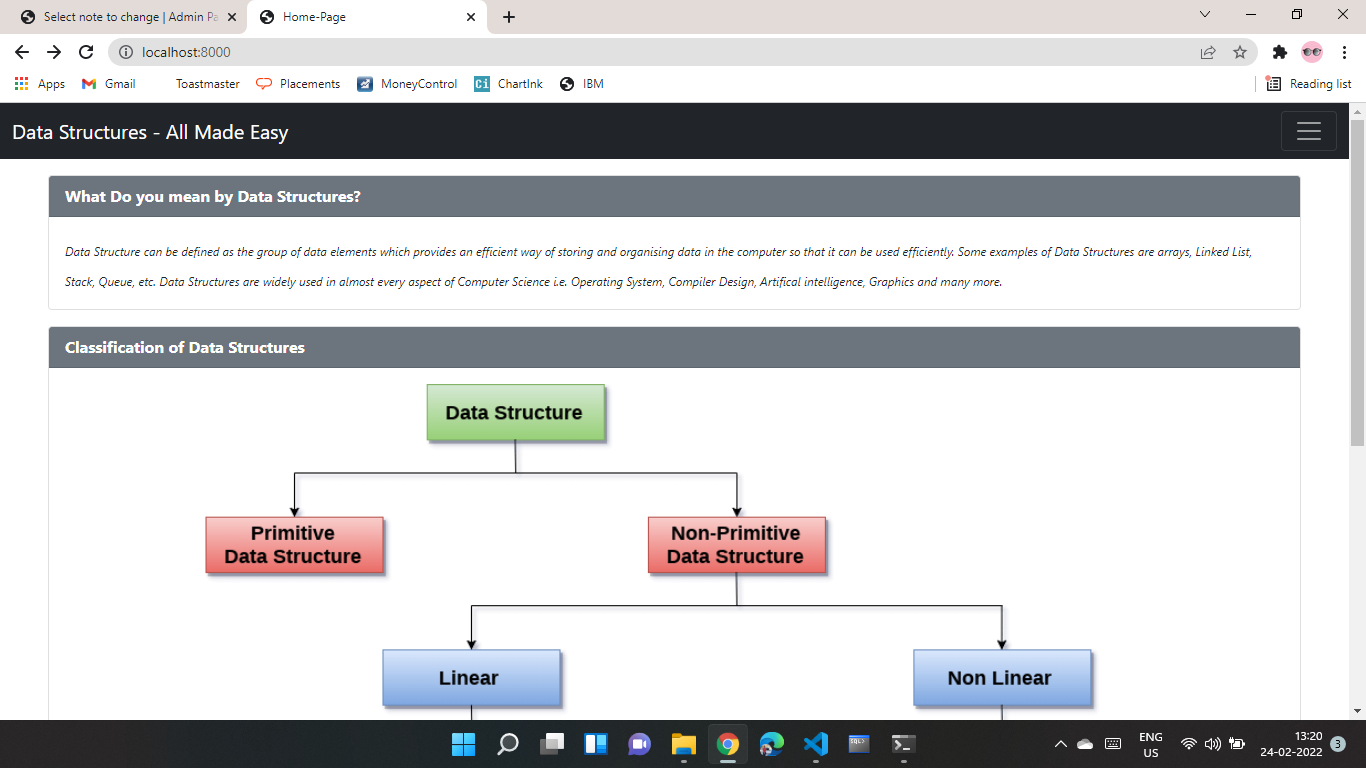 Select note to change | Admin Pa
Home-Page
localhost:8000
Apps
Gmail
Toastmaster
Placements
MoneyControl
Ci
ChartInk
IBM
Reading list
Data Structures - All Made Easy
What Do you mean by Data Structures?
Data Structure can be defined as the group of data elements which provides an efficient way of storing and organising data in the computer so that it can be used efficiently. Some examples of Data Structures are arrays, Linked List,
Stack, Queue, etc. Data Structures are widely used in almost every aspect of Computer Science i.e. Operating System, Compiler Design, Artifical intelligence, Graphics and many more.
Classification of Data Structures
Data Structure
Primitive
Data Structure
Non-Primitive
Data Structure
Linear
Non Linear
SQL>
ENG
US
13:20
24-02-2022
3